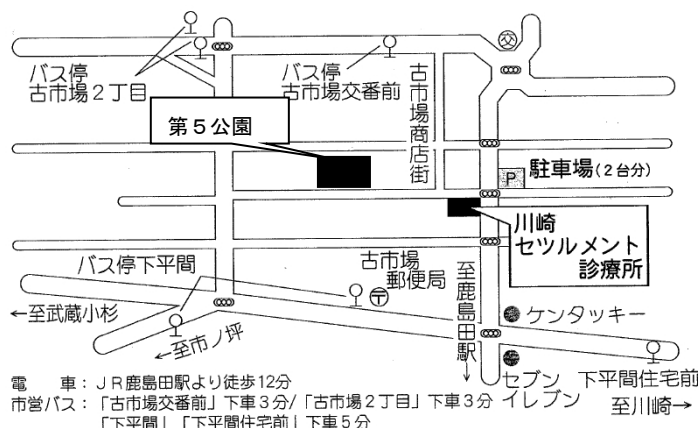 バス停
古市場2丁目
バス停
古市場交番前
交
古市場商店街
第5公園
P
駐車場(2台分)
川崎
セツルメント
診療所
バス停下平間
古市場
郵便局
〒
至鹿島田駅→
←至武蔵小杉
←至市ノ坪
ケンタッキー
セブン
イレブン
下平間住宅前
至川崎→
電　車：JR鹿島田駅より徒歩12分
市営バス：「古市場交番前」下車3分/「古市場2丁目」下車3分
「下平間」「下平間住宅前」下車5分